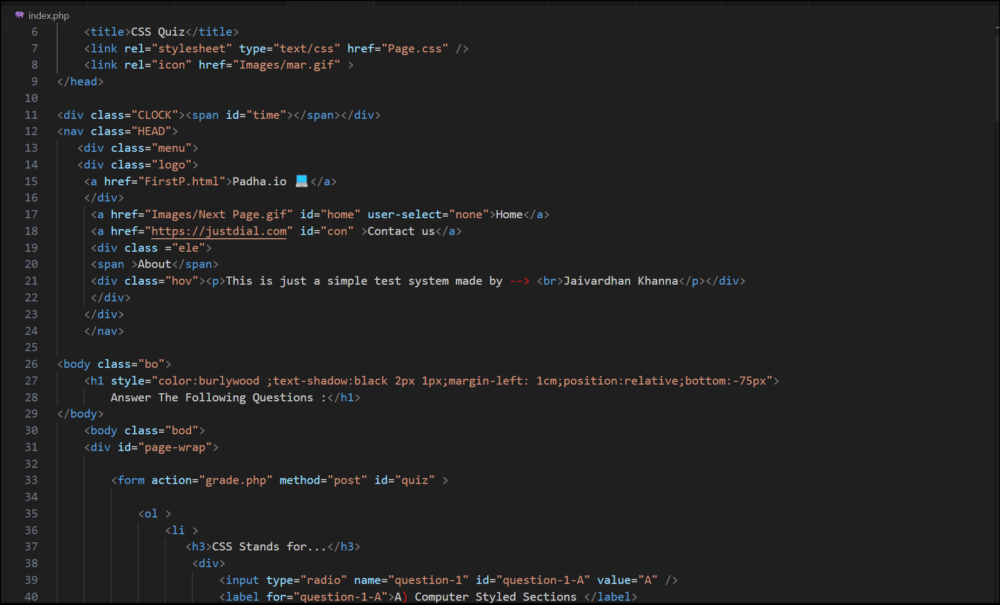 index.php
6 <title>CSS Quiz</title>
7 <link rel="stylesheet" type="text/css" href="Page.css" />
8 <link rel="icon" href="Images/mar.gif" >
9 </head>
10
11 <div class="CLOCK"><span id="time"></span></div>
12 <nav class="HEAD">
13 <div class="menu">
14 <div class="logo">
15 <a href="FirstP.html">Padha.io 💻</a>
16 </div>
17 <a href="Images/Next Page.gif" id="home" user-select="none">Home</a>
18 <a href="https://justdial.com" id="con" >Contact us</a>
19 <div class ="ele">
20 <span >About</span>
21 <div class="hov"><p>This is just a simple test system made by --> <br>Jaivardhan Khanna</p></div>
22 </div>
23 </div>
24 </nav>
25
26 <body class="bo">
27 <h1 style="color:burlywood ;text-shadow:black 2px 1px;margin-left: 1cm;position:relative;bottom:-75px">
28 Answer The Following Questions :</h1>
29 </body>
30 <body class="bod">
31 <div id="page-wrap">
32
33 <form action="grade.php" method="post" id="quiz" >
34
35 <ol >
36 <li >
37 <h3>CSS Stands for...</h3>
38 <div>
39 <input type="radio" name="question-1" id="question-1-A" value="A" />
40 <label for="question-1-A">A) Computer Styled Sections </label>